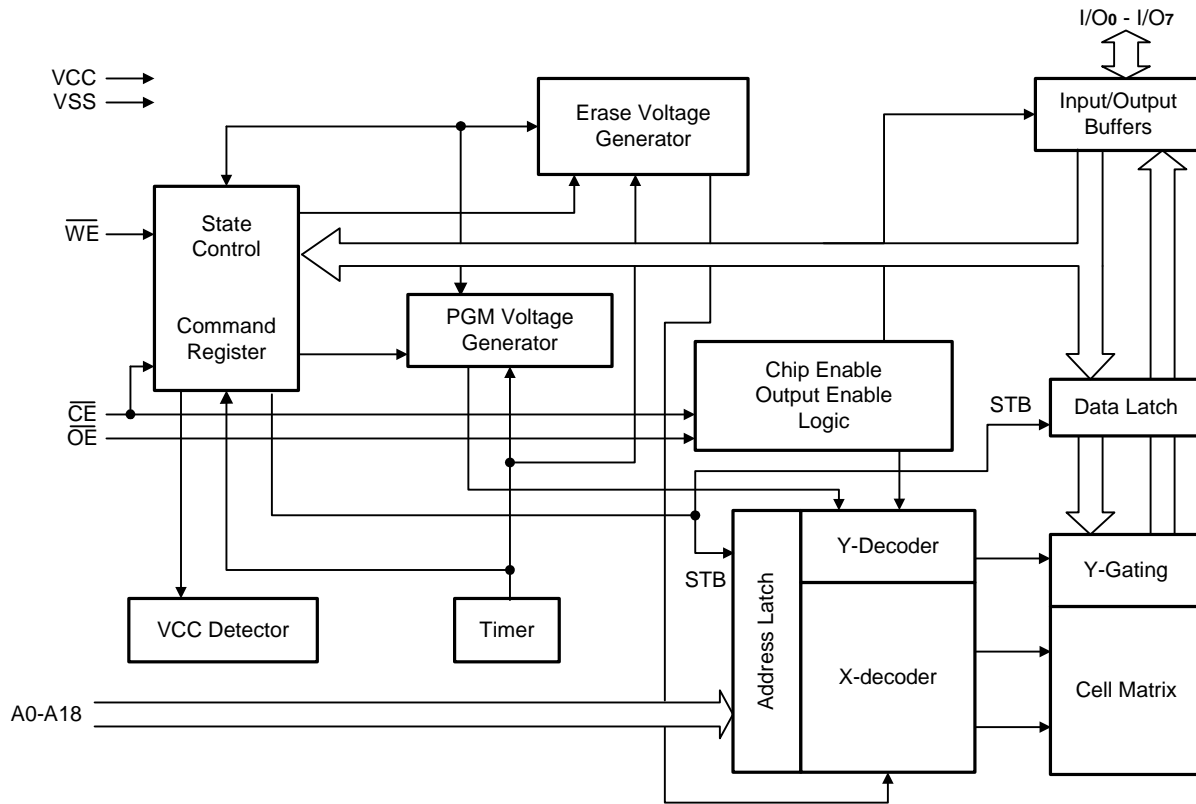 I/O0 - I/O7
VCC
VSS
Erase Voltage
Generator
Input/Output
Buffers
WE
State
Control
Command
Register
PGM Voltage
Generator
Chip Enable
Output Enable
Logic
CE
OE
STB
Data Latch
STB
Address Latch
Y-Decoder
Y-Gating
VCC Detector
Timer
X-decoder
Cell Matrix
A0-A18